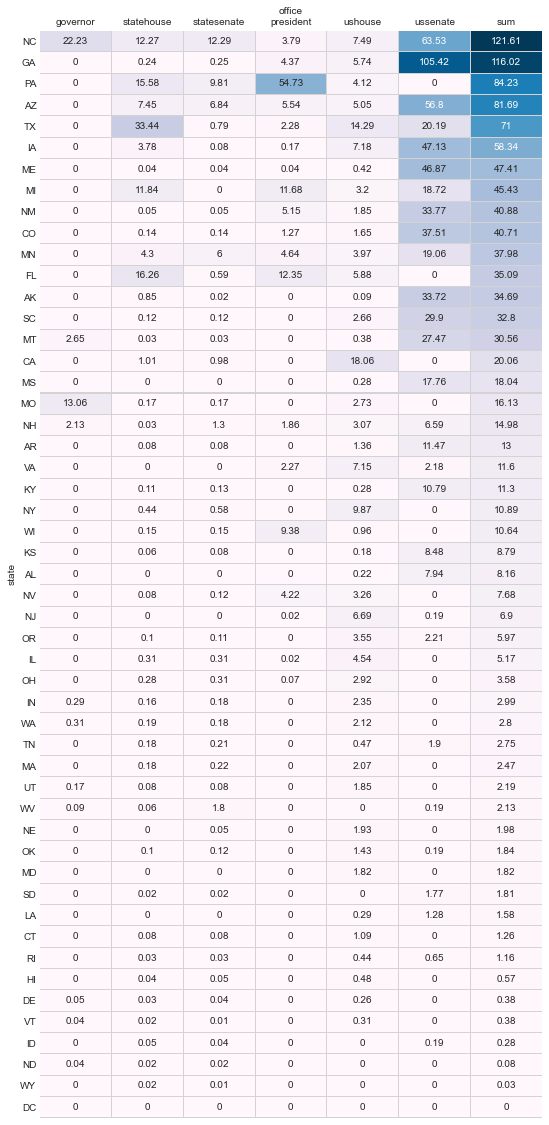 office
governor statehouse statesenate president ushouse ussenate sum
NC 22.23 12.27 12.29 3.79 7.49 63.53 121.61
GA 0 0.24 0.25 4.37 5.74 105.42 116.02
PA 0 15.58 9.81 54.73 4.12 0 84.23
AZ 0 7.45 6.84 5.54 5.05 56.8 81.69
TX 0 33.44 0.79 2.28 14.29 20.19 71
IA 0 3.78 0.08 0.17 7.18 47.13 58.34
ME 0 0.04 0.04 0.04 0.42 46.87 47.41
MI 0 11.84 0 11.68 3.2 18.72 45.43
NM 0 0.05 0.05 5.15 1.85 33.77 40.88
CO 0 0.14 0.14 1.27 1.65 37.51 40.71
MN 0 4.3 6 4.64 3.97 19.06 37.98
FL 0 16.26 0.59 12.35 5.88 0 35.09
AK 0 0.85 0.02 0 0.09 33.72 34.69
SC 0 0.12 0.12 0 2.66 29.9 32.8
MT 2.65 0.03 0.03 0 0.38 27.47 30.56
CA 0 1.01 0.98 0 18.06 0 20.06
MS 0 0 0 0 0.28 17.76 18.04
MO 13.06 0.17 0.17 0 2.73 0 16.13
NH 2.13 0.03 1.3 1.86 3.07 6.59 14.98
AR 0 0.08 0.08 0 1.36 11.47 13
VA 0 0 0 2.27 7.15 2.18 11.6
KY 0 0.11 0.13 0 0.28 10.79 11.3
NY 0 0.44 0.58 0 9.87 0 10.89
WI 0 0.15 0.15 9.38 0.96 0 10.64
KS 0 0.06 0.08 0 0.18 8.48 8.79
state
AL 0 0 0 0 0.22 7.94 8.16
NV 0 0.08 0.12 4.22 3.26 0 7.68
NJ 0 0 0 0.02 6.69 0.19 6.9
OR 0 0.1 0.11 0 3.55 2.21 5.97
IL 0 0.31 0.31 0.02 4.54 0 5.17
OH 0 0.28 0.31 0.07 2.92 0 3.58
IN 0.29 0.16 0.18 0 2.35 0 2.99
WA 0.31 0.19 0.18 0 2.12 0 2.8
TN 0 0.18 0.21 0 0.47 1.9 2.75
MA 0 0.18 0.22 0 2.07 0 2.47
UT 0.17 0.08 0.08 0 1.85 0 2.19
WV 0.09 0.06 1.8 0 0 0.19 2.13
NE 0 0 0.05 0 1.93 0 1.98
OK 0 0.1 0.12 0 1.43 0.19 1.84
MD 0 0 0 0 1.82 0 1.82
SD 0 0.02 0.02 0 0 1.77 1.81
LA 0 0 0 0 0.29 1.28 1.58
CT 0 0.08 0.08 0 1.09 0 1.26
RI 0 0.03 0.03 0 0.44 0.65 1.16
HI 0 0.04 0.05 0 0.48 0 0.57
DE 0.05 0.03 0.04 0 0.26 0 0.38
VT 0.04 0.02 0.01 0 0.31 0 0.38
ID 0 0.05 0.04 0 0 0.19 0.28
ND 0.04 0.02 0.02 0 0 0 0.08
WY 0 0.02 0.01 0 0 0 0.03
DC 0 0 0 0 0 0 0